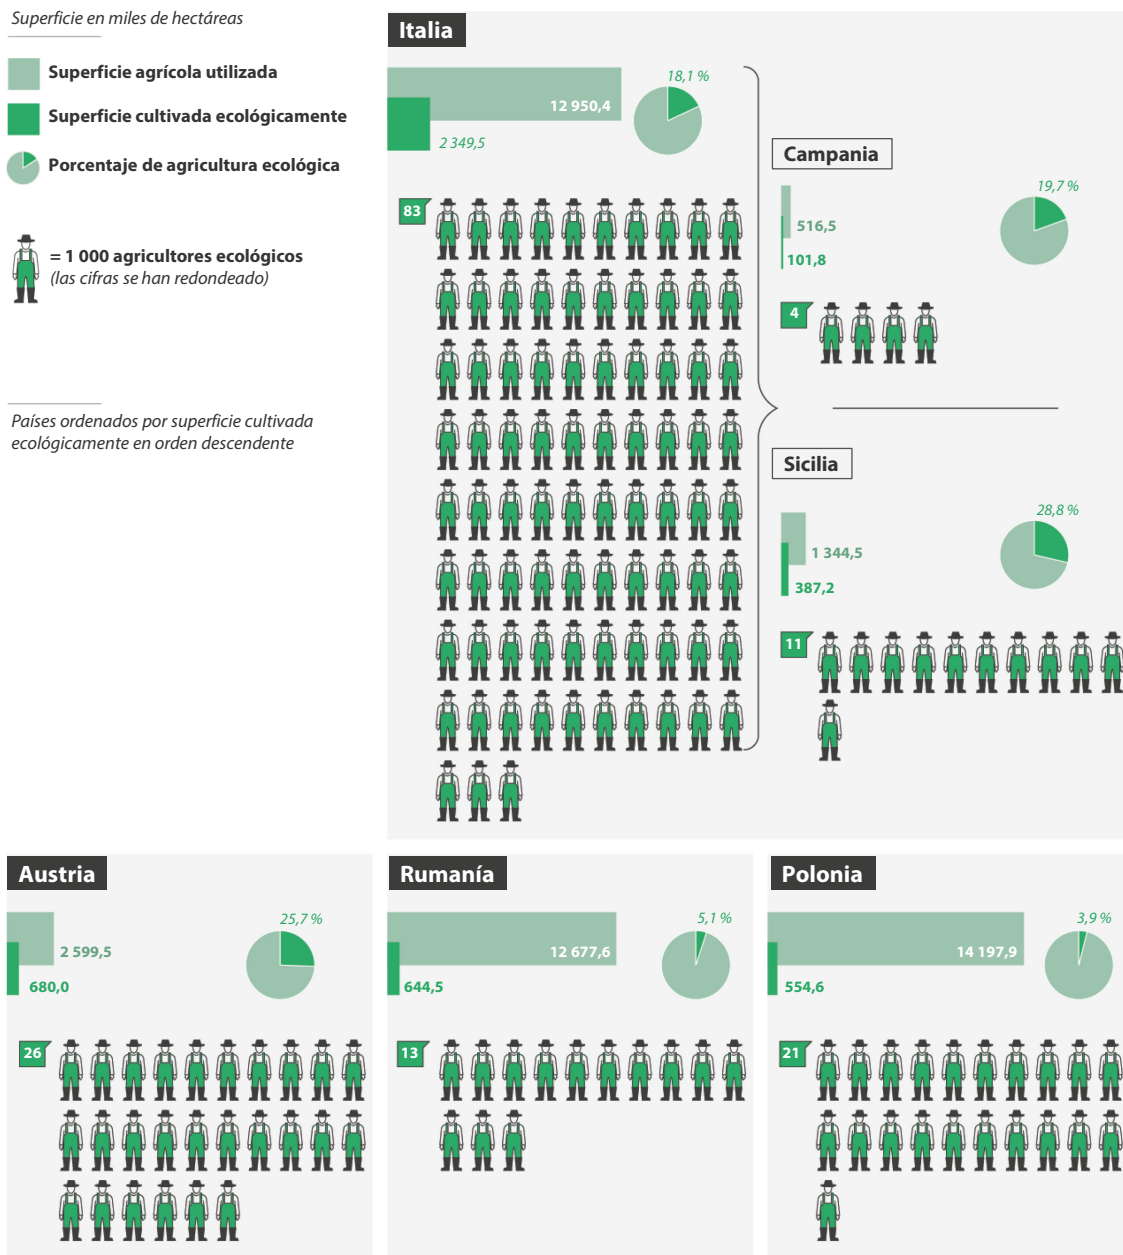 Superficie en miles de hectáreas
Superficie agrícola utilizada
Superficie cultivada ecológicamente
Porcentaje de agricultura ecológica
= 1 000 agricultores ecológicos
(las cifras se han redondeado)
Países ordenados por superficie cultivada
ecológicamente en orden descendente
Italia
12 950,4
2 349,5
18,1 %
83
Campania
516,5
101,8
19,7 %
4
Sicilia
1 344,5
387,2
28,8 %
11
Austria
2 599,5
680,0
25,7 %
26
Rumanía
12 677,6
644,5
5,1 %
13
Polonia
14 197,9
554,6
3,9 %
21